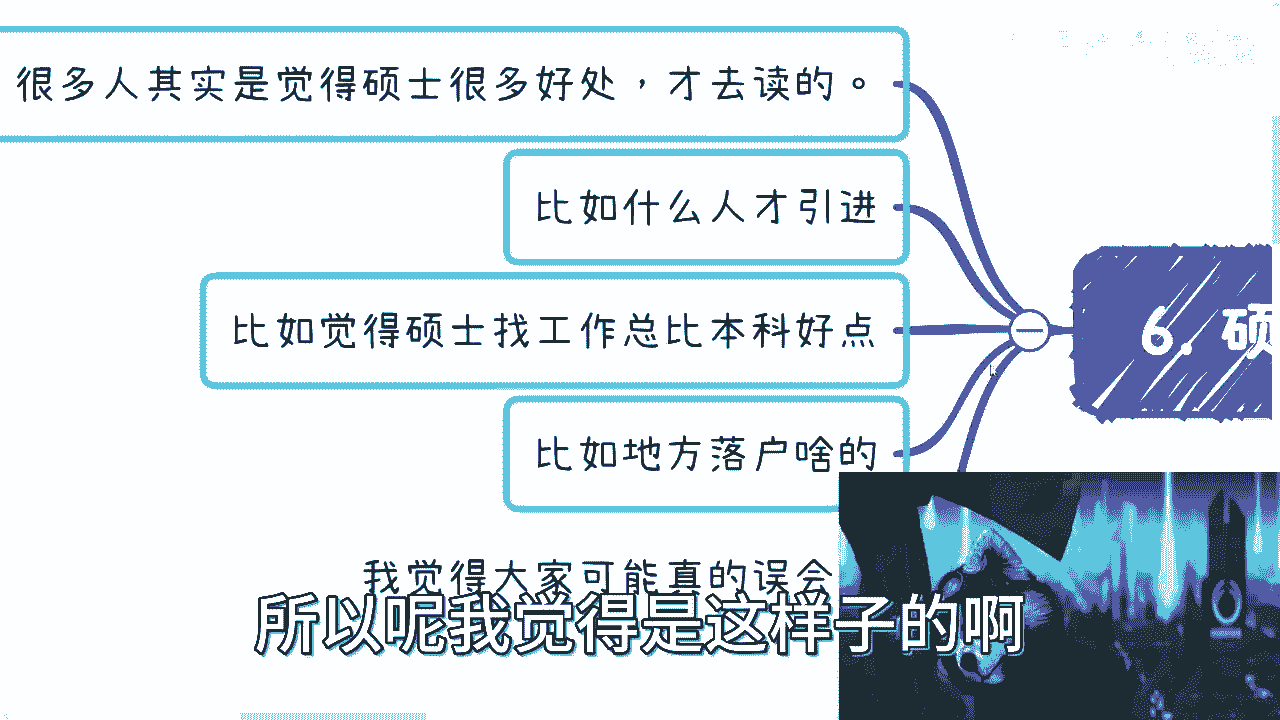 很多人其实是觉得硕士很多好处，才去读的。
比如什么人才引进
比如觉得硕士找工作总比本科好点
6. 硕
比如地方落户啥的
我觉得大家可能真的误会
所以呢我觉得是这样子的啊